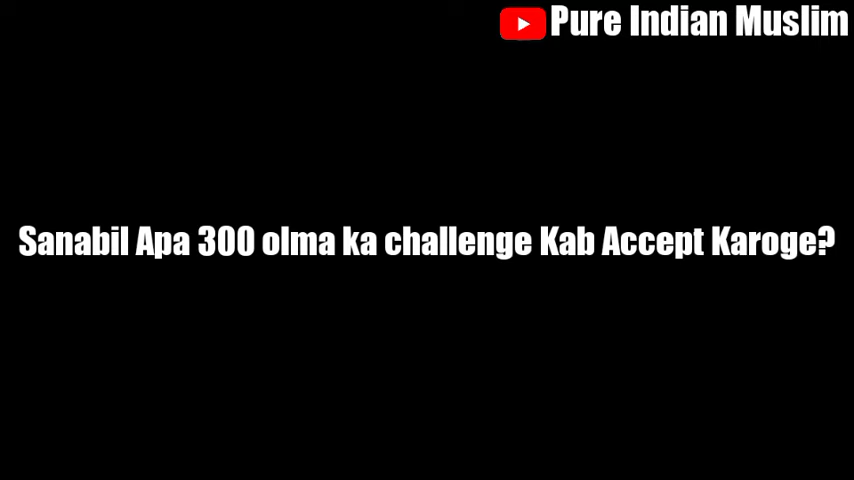 Pure Indian Muslim
Sanabil Apa 300 olma ka challenge Kab Accept Karoge?